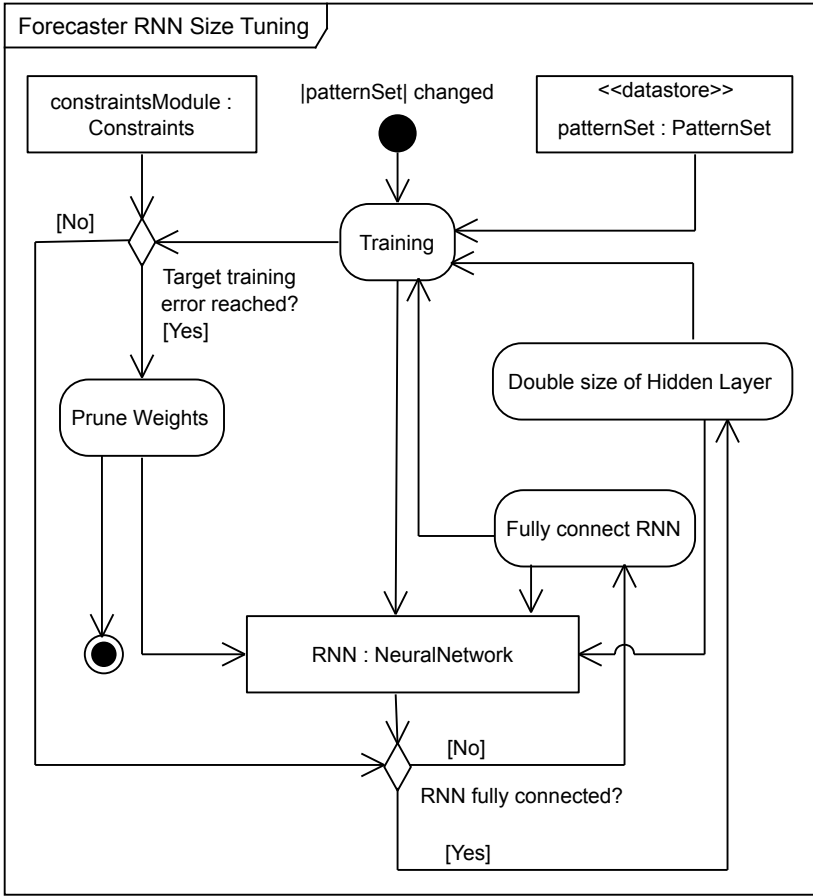 Forecaster RNN Size Tuning
constraintsModule :
Constraints
|patternSet| changed
<<datastore>>
patternSet : PatternSet
[No]
Training
Target training
error reached?
[Yes]
Double size of Hidden Layer
Prune Weights
Fully connect RNN
RNN : NeuralNetwork
[No]
RNN fully connected?
[Yes]